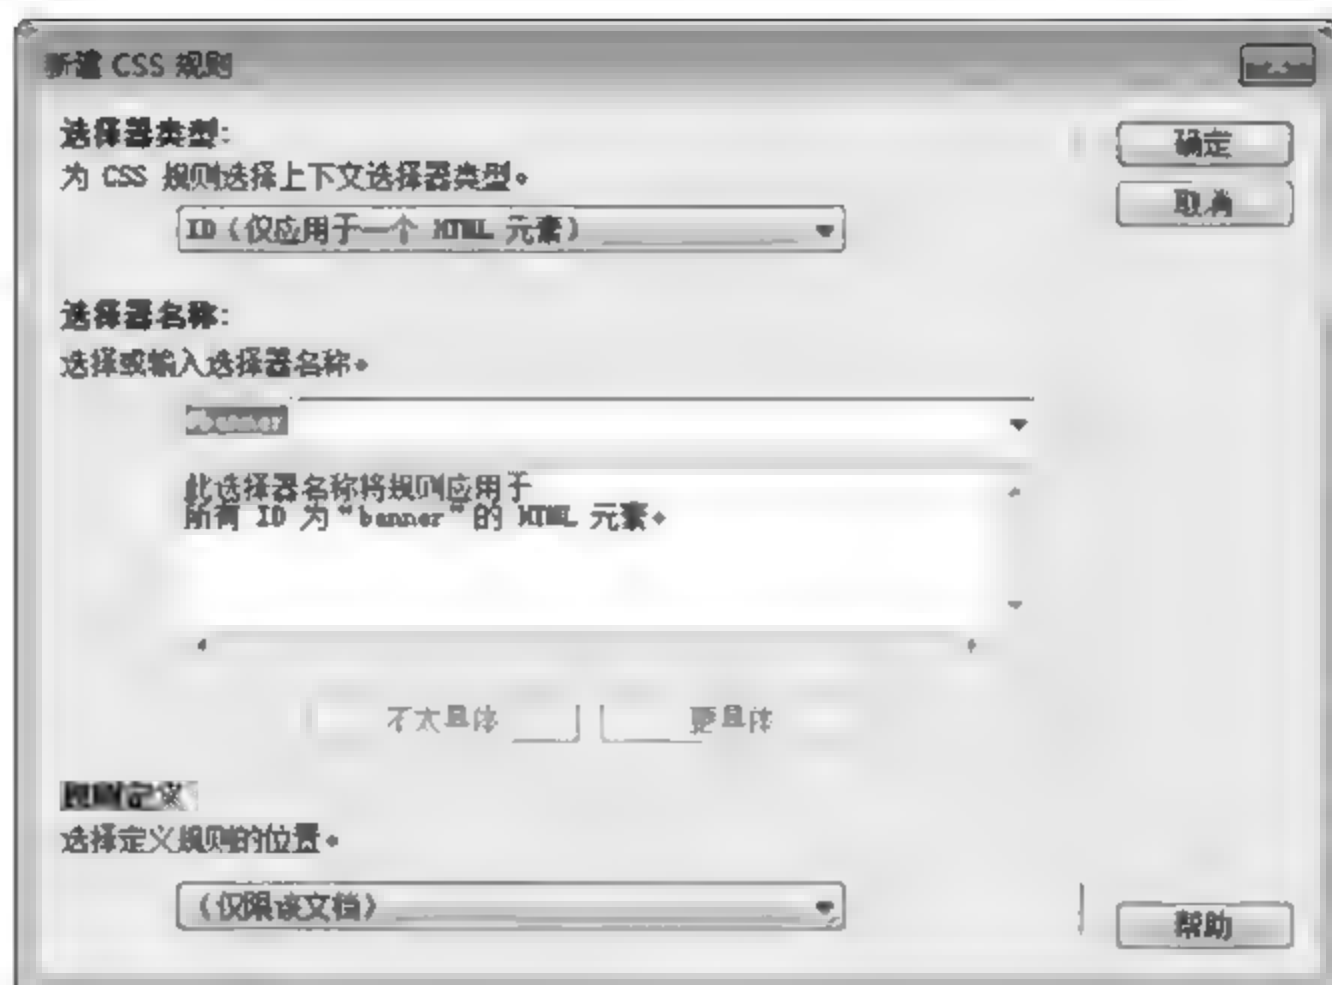 新建 CSS 规则
选择器类型:
为 CSS 规则选择上下文选择器类型。
ID（仅应用于一个 HTML 元素）
确定
取消
选择器名称:
选择或输入选择器名称。
#banner
此选择器名称将规则应用于
所有 ID 为“banner”的 HTML 元素。
不太具体
更具体
规则定义:
选择定义规则的位置。
（仅限该文档）
帮助